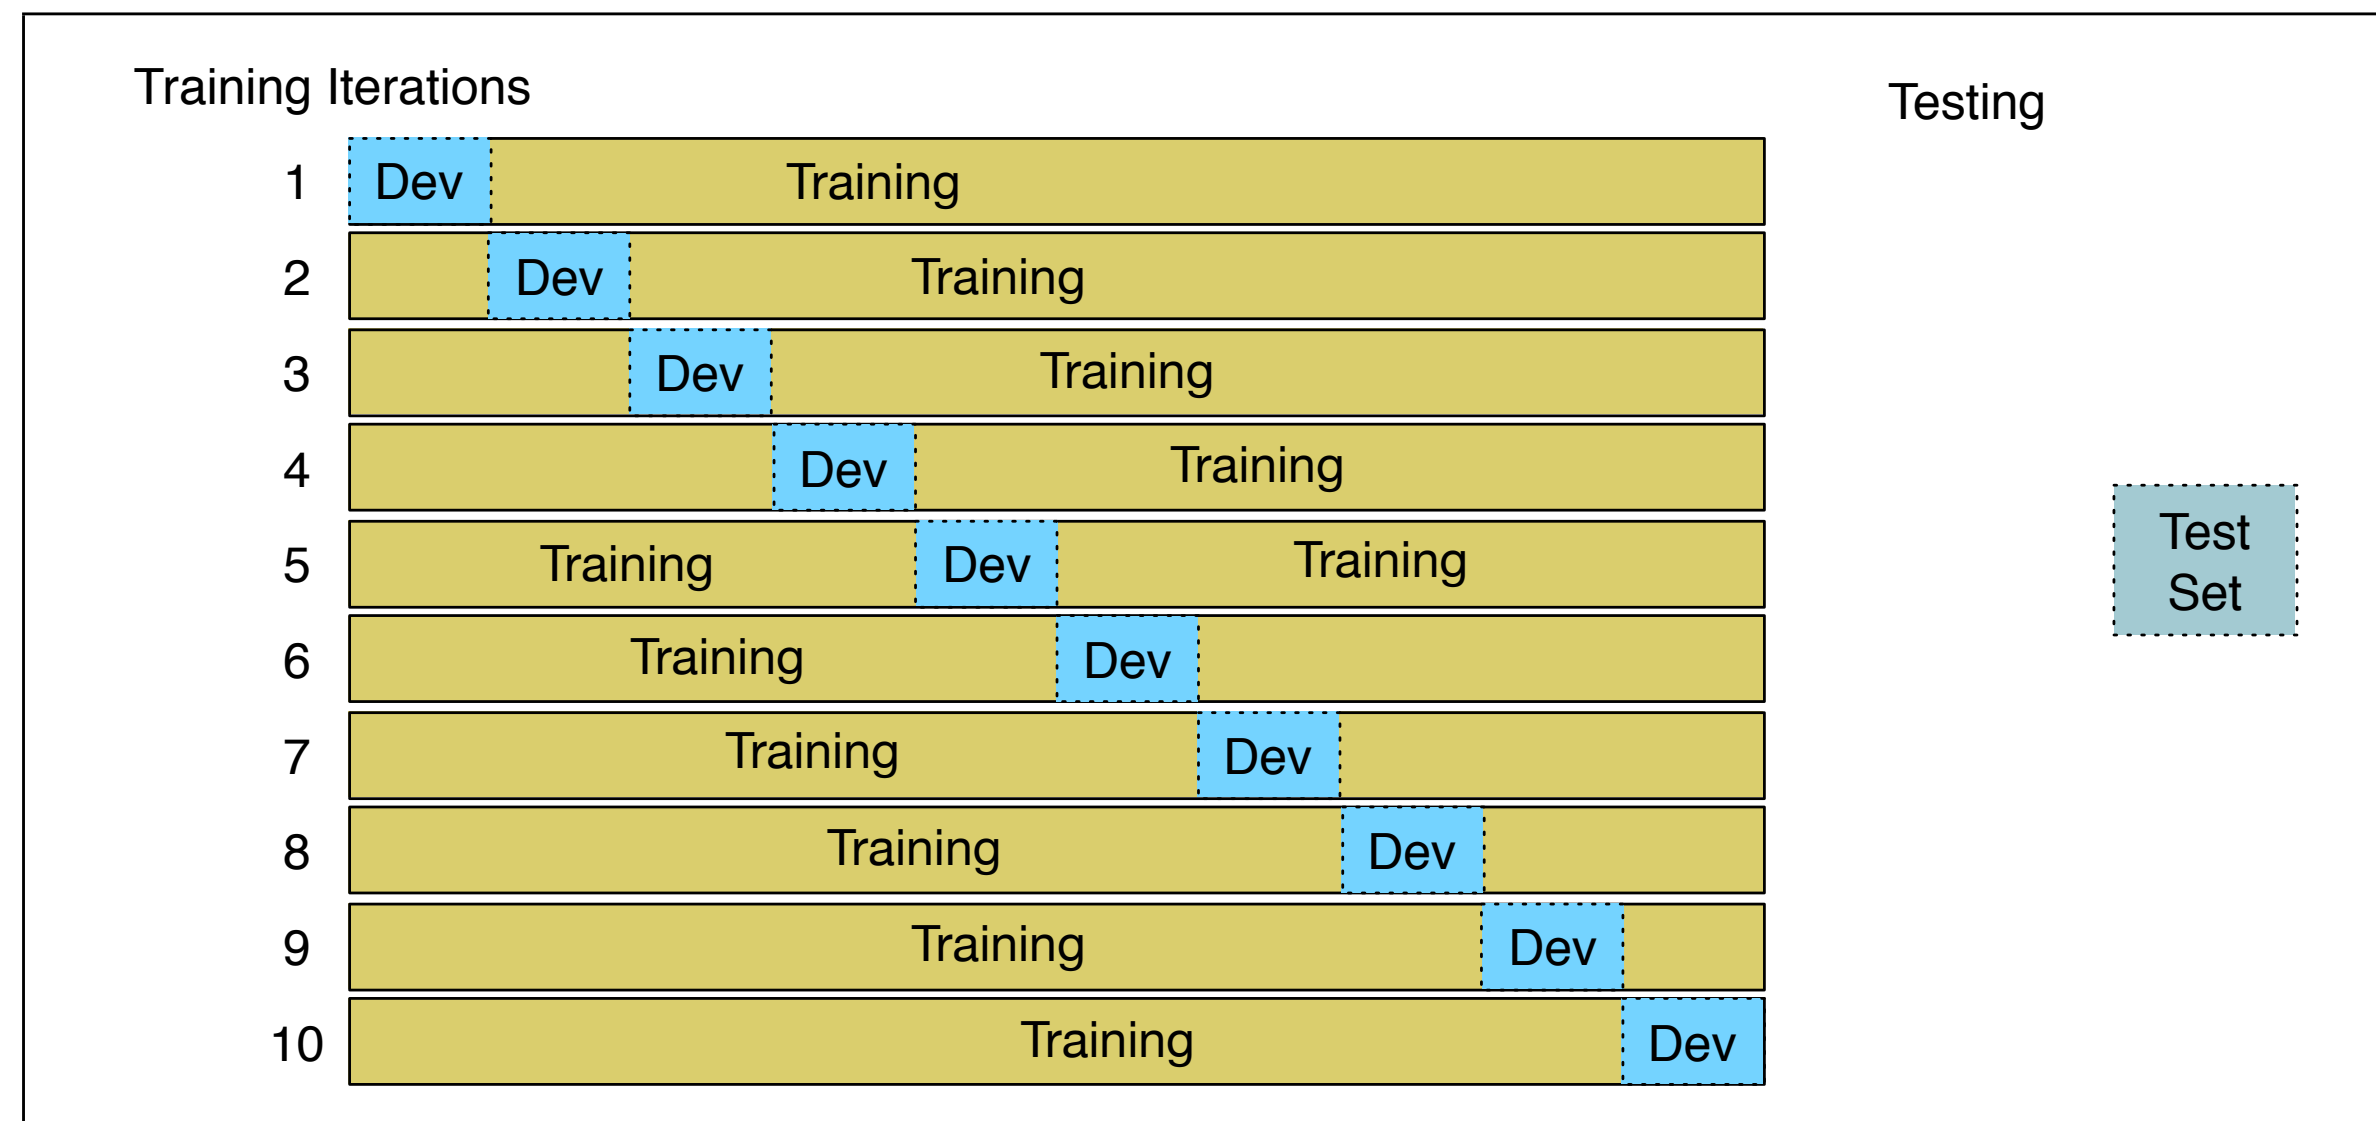 Training Iterations
Testing
1 Dev Training
2 Dev Training
3 Dev Training
4 Dev Training
5 Training Dev Training
6 Training Dev
7 Training Dev
8 Training Dev
9 Training Dev
10 Training Dev
Test
Set